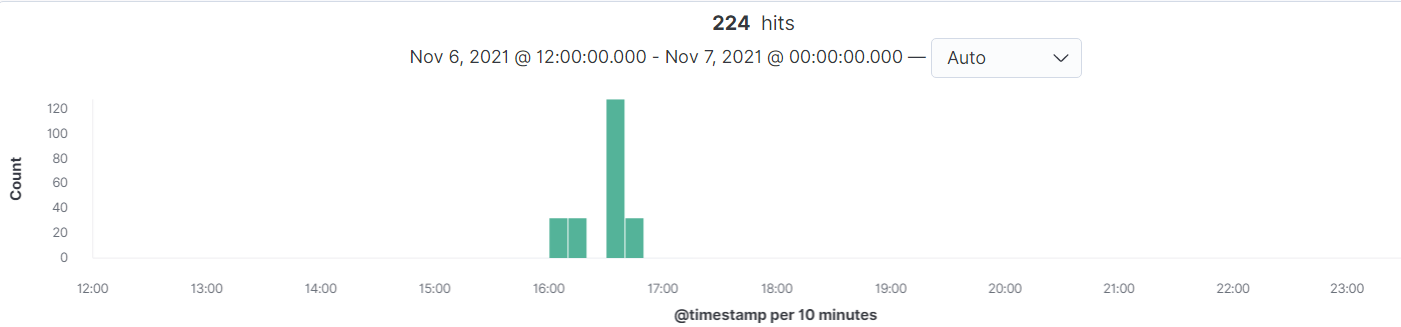 224 hits
Nov 6, 2021 @ 12:00:00.000 - Nov 7, 2021 @ 00:00:00.000 — Auto
Count
120
100
80
60
40
20
0
12:00 13:00 14:00 15:00 16:00 17:00 18:00 19:00 20:00 21:00 22:00 23:00
@timestamp per 10 minutes